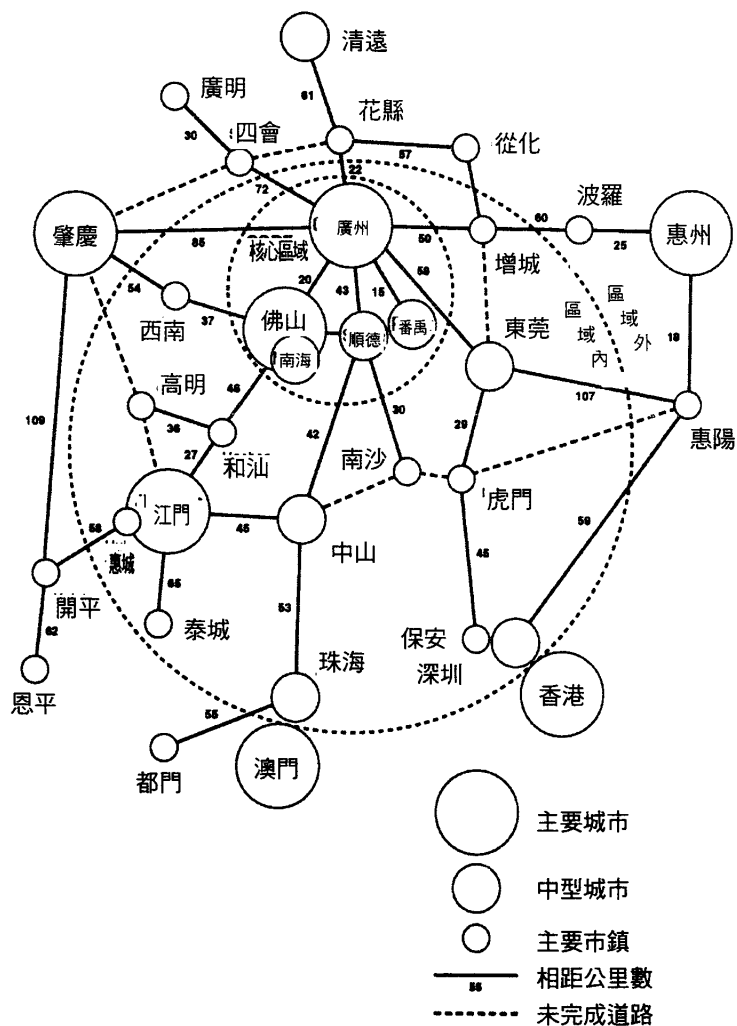 清遠
廣明
61
花縣
30
四會
57
從化
22
72
波羅
肇慶
85
廣州
50
60
25
惠州
核心區域
增城
20
43
15
58
54
西南
37
佛山
順德
番禺
東莞
區域內
區域外
18
南海
高明
46
30
107
109
36
42
29
惠陽
27
和汕
南沙
虎門
江門
45
中山
59
58
惠城
45
開平
65
53
62
泰城
保安
珠海
深圳
恩平
香港
55
都門
澳門
主要城市
中型城市
主要市鎮
相距公里數
55
未完成道路